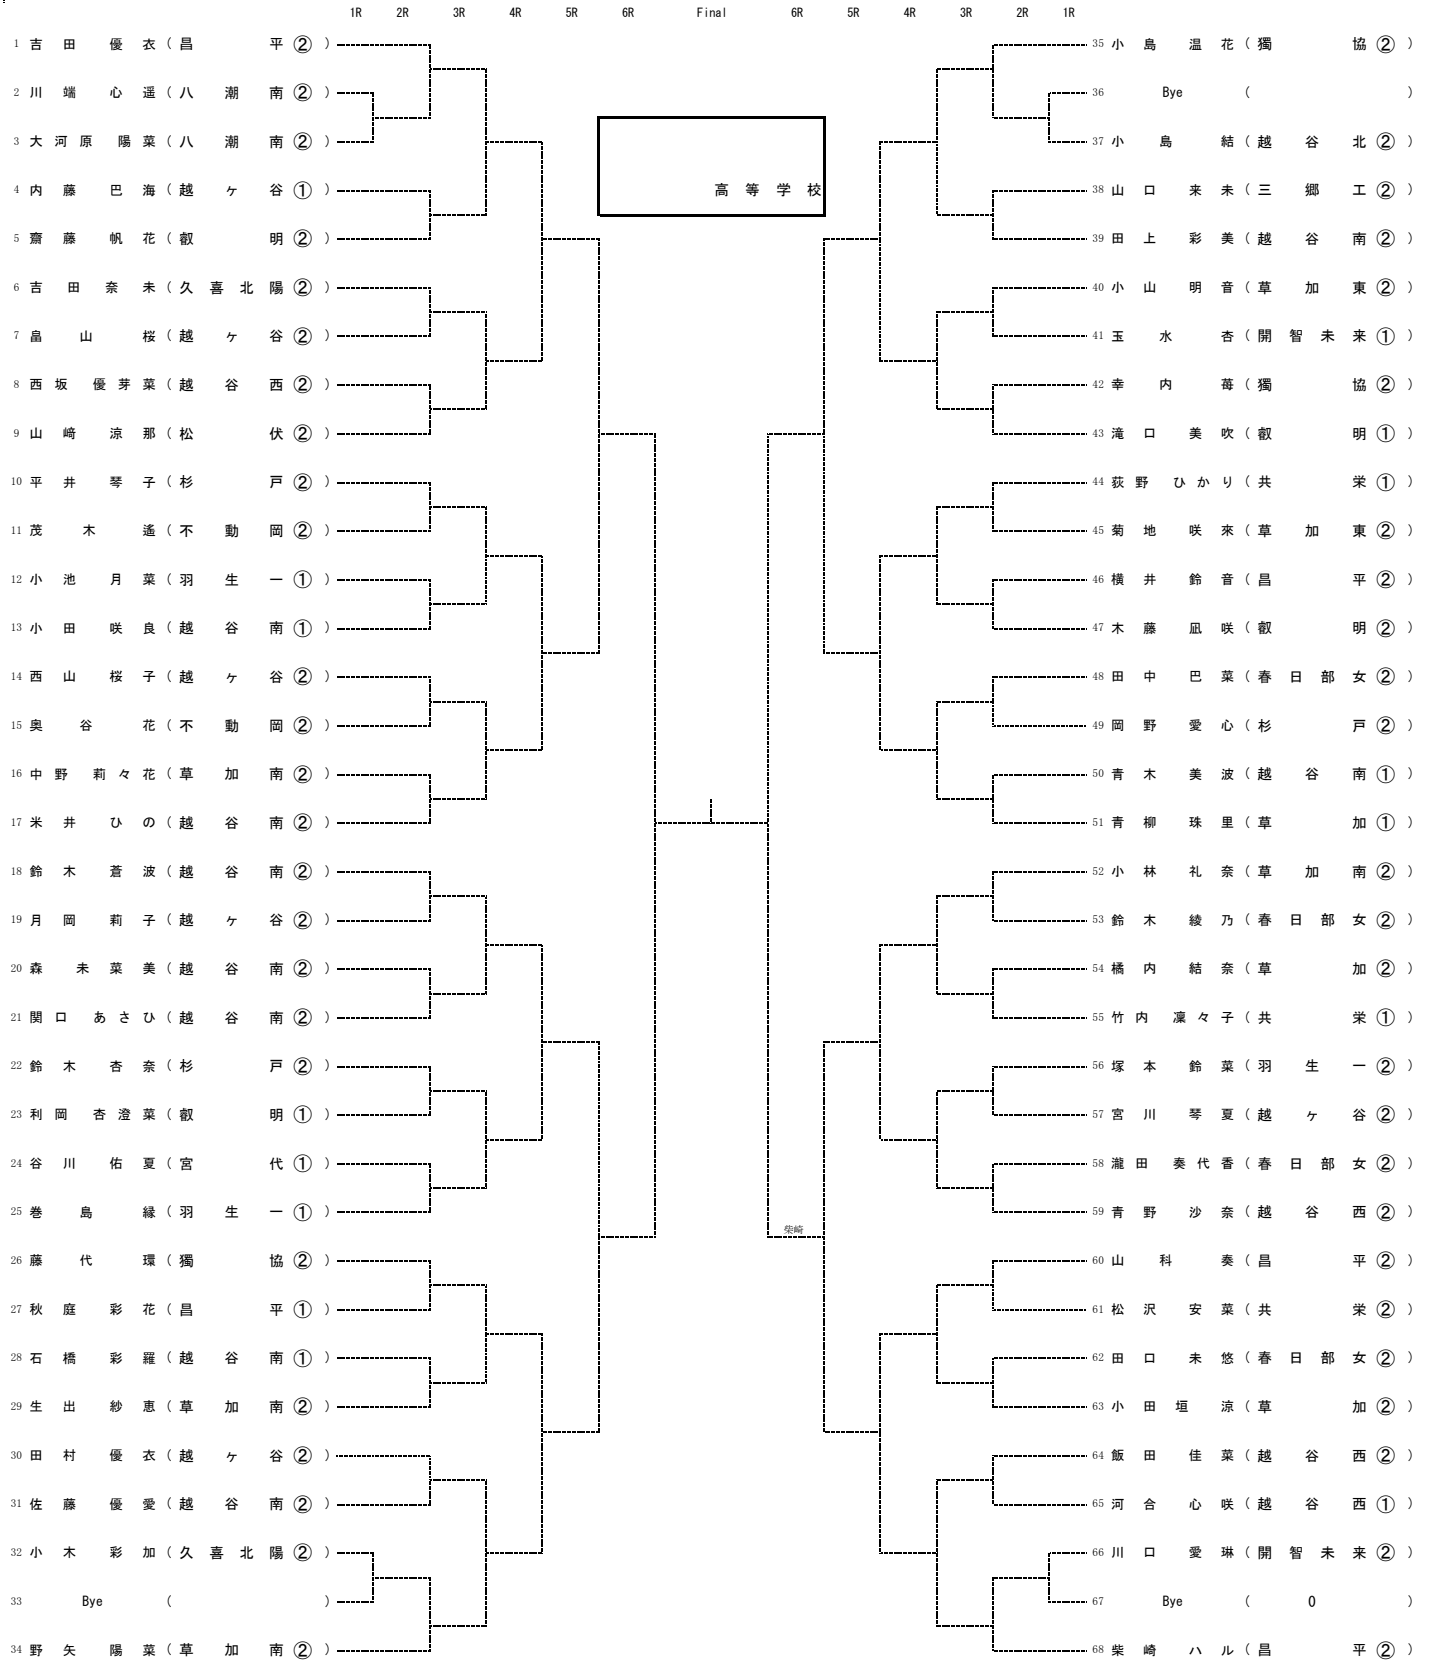 1R 2R 3R 4R 5R 6R Final 6R 5R 4R 3R 2R 1R
高等学校
1 吉田優衣(昌平②)
2 川端心遥(八潮南②)
3 大河原陽菜(八潮南②)
4 内藤巴海(越ヶ谷①)
5 齋藤帆花(叡明②)
6 吉田奈未(久喜北陽②)
7 畠山桜(越ヶ谷②)
8 西坂優芽菜(越谷西②)
9 山﨑涼那(松伏②)
10 平井琴子(杉戸②)
11 茂木遙(不動岡②)
12 小池月菜(羽生一①)
13 小田咲良(越谷南①)
14 西山桜子(越ヶ谷②)
15 奥谷花(不動岡②)
16 中野莉々花(草加南②)
17 米井ひの(越谷南②)
18 鈴木蒼波(越谷南②)
19 月岡莉子(越ヶ谷②)
20 森未菜美(越谷南②)
21 関口あさひ(越谷南②)
22 鈴木杏奈(杉戸②)
23 利岡杏澄菜(叡明①)
24 谷川佑夏(宮代①)
25 巻島縁(羽生一①)
26 藤代環(獨協②)
27 秋庭彩花(昌平①)
28 石橋彩羅(越谷南①)
29 生出紗恵(草加南②)
30 田村優衣(越ヶ谷②)
31 佐藤優愛(越谷南②)
32 小木彩加(久喜北陽②)
33 Bye( )
34 野矢陽菜(草加南②)
35 小島温花(獨協②)
36 Bye( )
37 小島結(越谷北②)
38 山口来未(三郷工②)
39 田上彩美(越谷南②)
40 小山明音(草加東②)
41 玉水杏(開智未来①)
42 幸内苺(獨協②)
43 滝口美吹(叡明①)
44 荻野ひかり(共栄①)
45 菊地咲來(草加東②)
46 横井鈴音(昌平②)
47 木藤凪咲(叡明②)
48 田中巴菜(春日部女②)
49 岡野愛心(杉戸②)
50 青木美波(越谷南①)
51 青柳珠里(草加①)
52 小林礼奈(草加南②)
53 鈴木綾乃(春日部女②)
54 橘内結奈(草加②)
55 竹内凜々子(共栄①)
56 塚本鈴菜(羽生一②)
57 宮川琴夏(越ヶ谷②)
58 瀧田奏代香(春日部女②)
59 青野沙奈(越谷西②)
柴崎
60 山科奏(昌平②)
61 松沢安菜(共栄②)
62 田口未悠(春日部女②)
63 小田垣涼(草加②)
64 飯田佳菜(越谷西②)
65 河合心咲(越谷西①)
66 川口愛琳(開智未来②)
67 Bye(0)
68 柴崎ハル(昌平②)